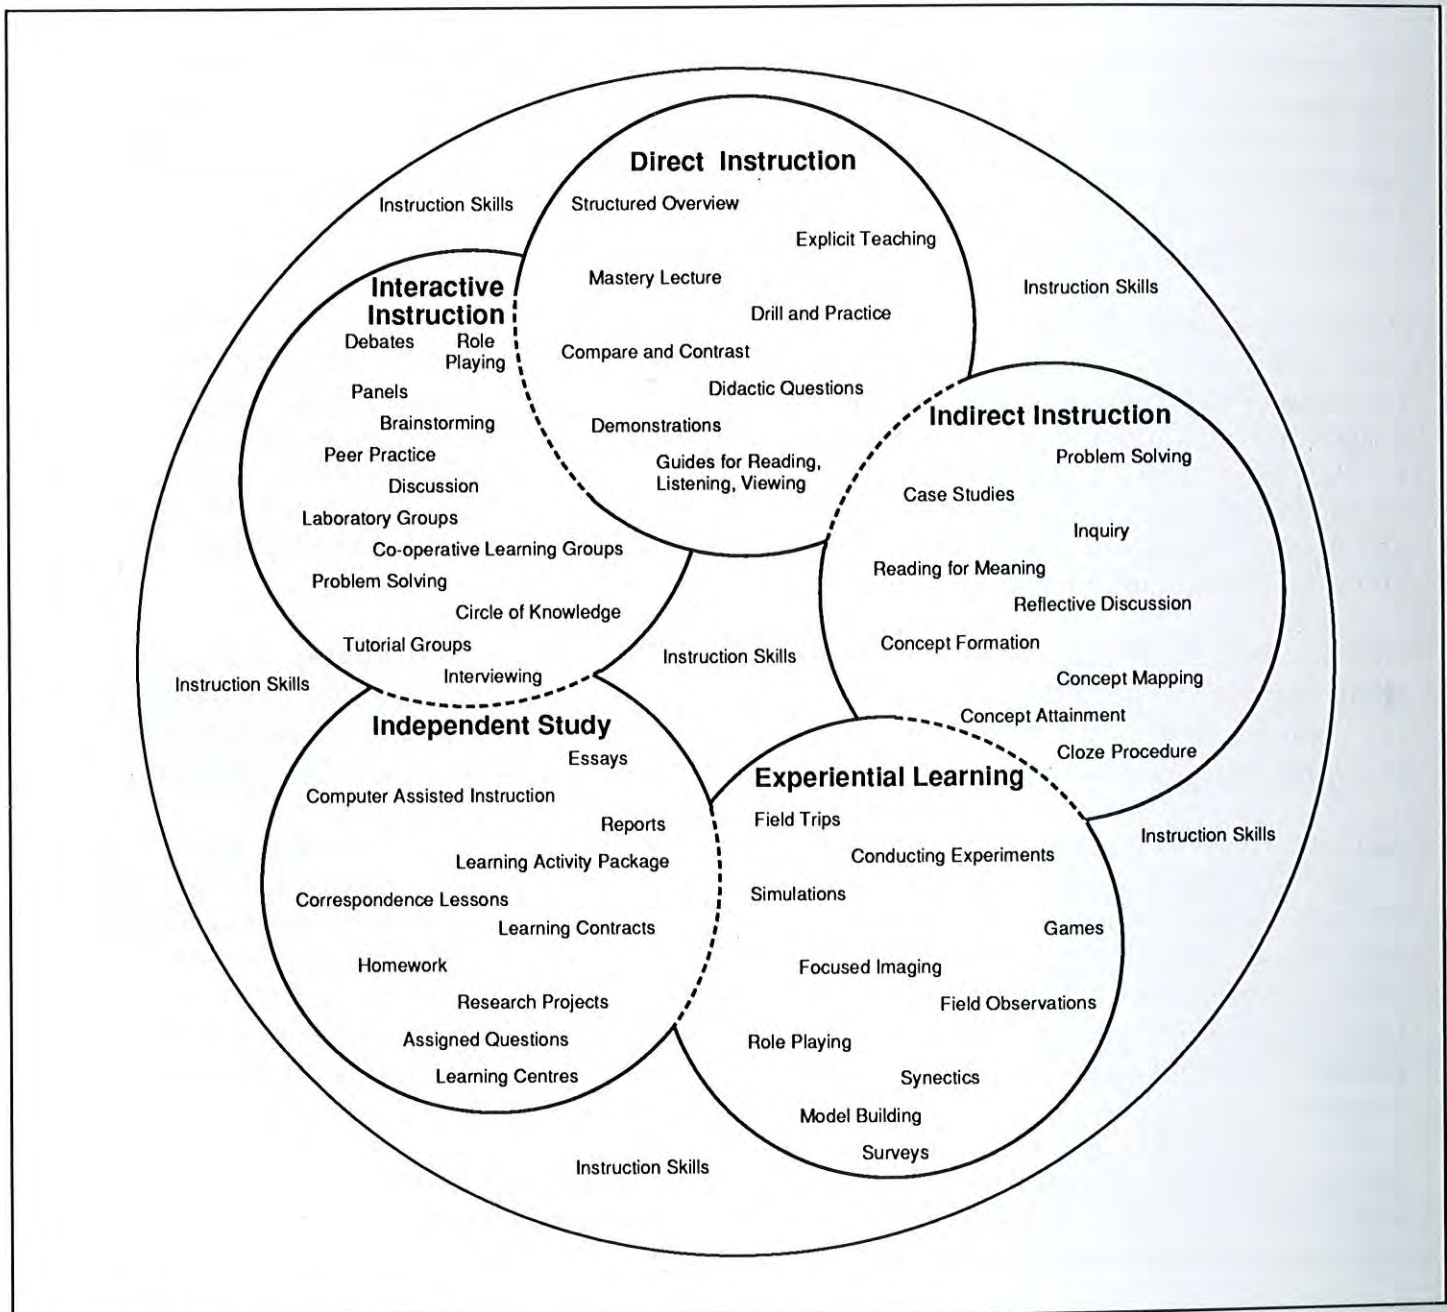 Direct Instruction
Structured Overview
Explicit Teaching
Mastery Lecture
Drill and Practice
Compare and Contrast
Didactic Questions
Demonstrations
Guides for Reading,
Listening, Viewing
Instruction Skills
Instruction Skills
Interactive
Instruction
Debates
Role
Playing
Panels
Brainstorming
Peer Practice
Discussion
Laboratory Groups
Co-operative Learning Groups
Problem Solving
Circle of Knowledge
Tutorial Groups
Interviewing
Indirect Instruction
Problem Solving
Case Studies
Inquiry
Reading for Meaning
Reflective Discussion
Concept Formation
Concept Mapping
Concept Attainment
Cloze Procedure
Instruction Skills
Instruction Skills
Independent Study
Essays
Computer Assisted Instruction
Reports
Learning Activity Package
Correspondence Lessons
Learning Contracts
Homework
Research Projects
Assigned Questions
Learning Centres
Experiential Learning
Field Trips
Conducting Experiments
Simulations
Games
Focused Imaging
Field Observations
Role Playing
Synectics
Model Building
Surveys
Instruction Skills
Instruction Skills